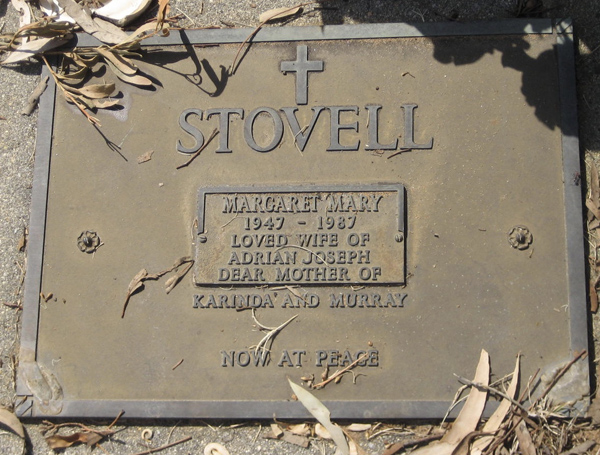 STOVELL
MARGARET MARY
1947 - 1987
LOVED WIFE OF
ADRIAN JOSEPH
DEAR MOTHER OF
KARINDA AND MURRAY
NOW AT PEACE